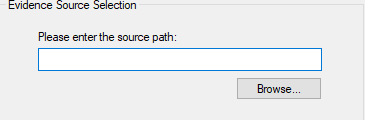 Evidence Source Selection
Please enter the source path:
Browse...